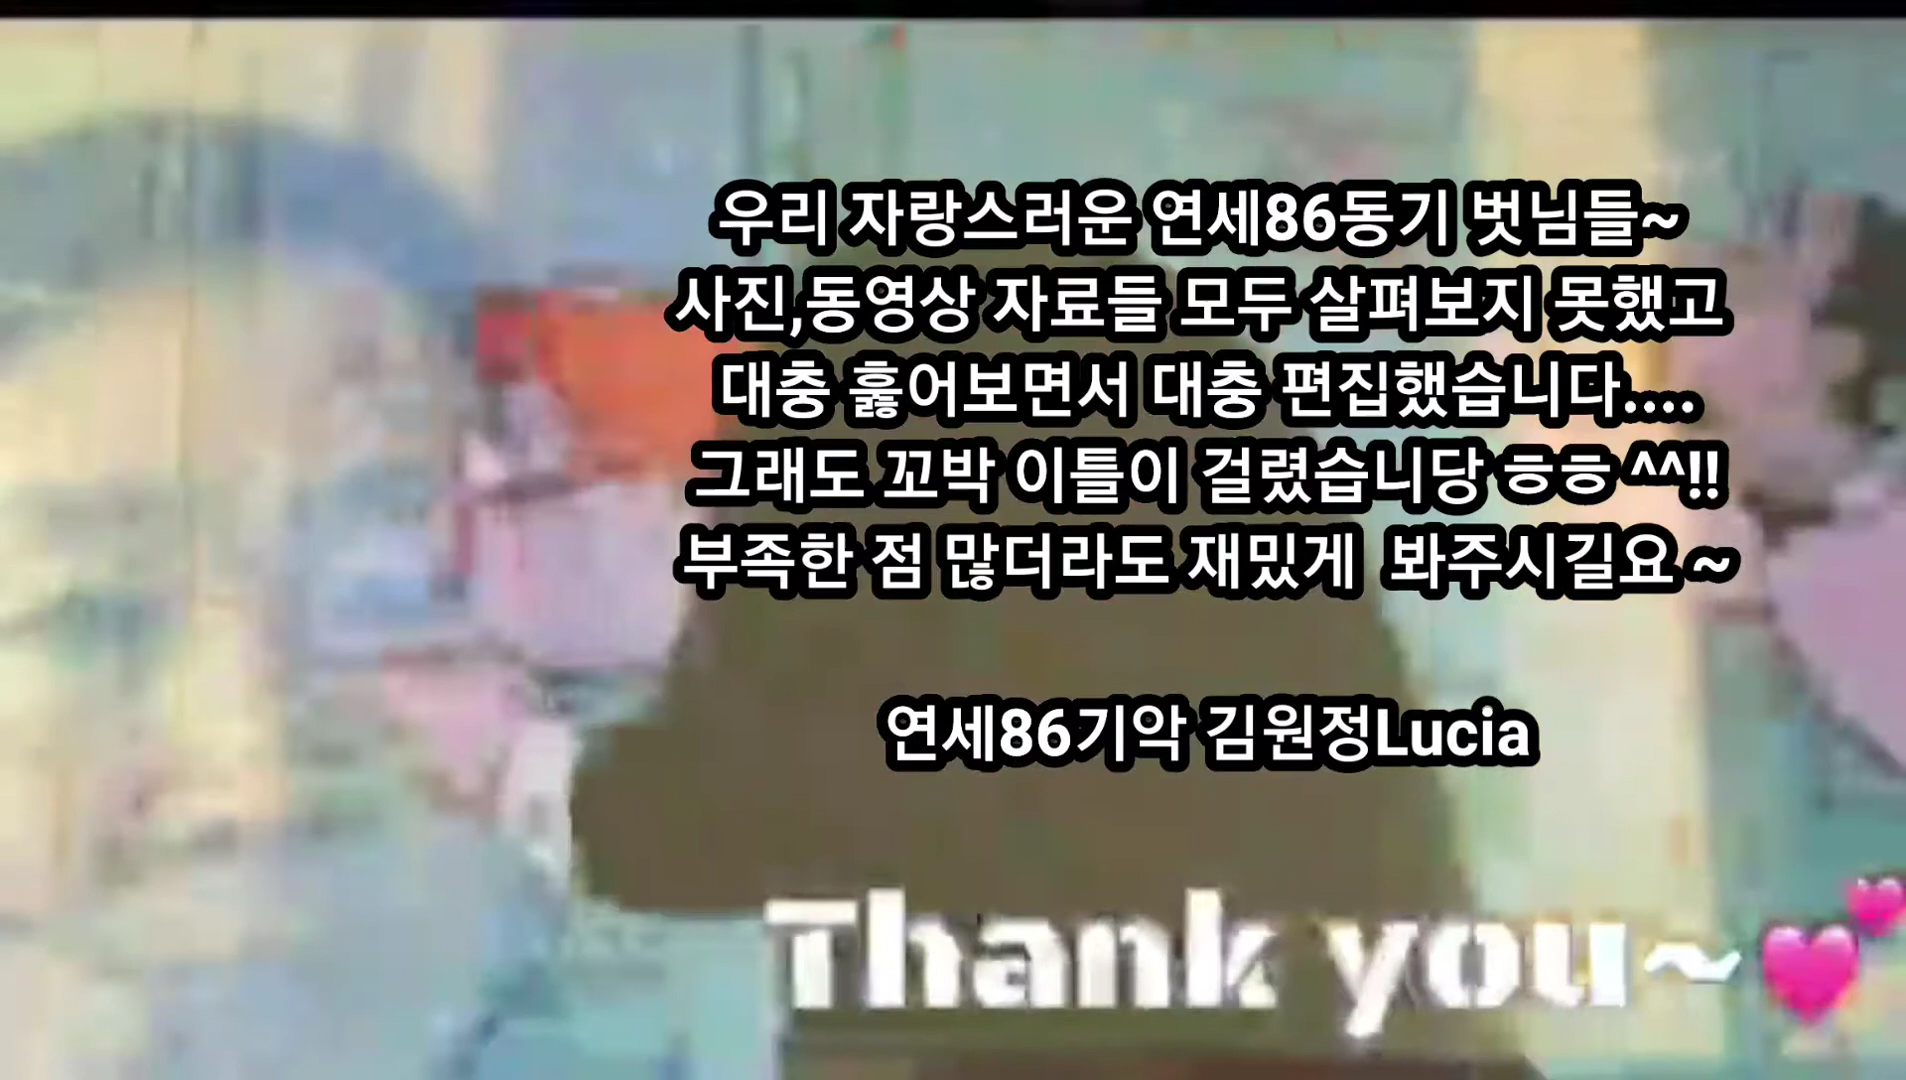 우리 자랑스러운 연세86동기 벗님들~
사진,동영상 자료들 모두 살펴보지 못했고
대충 훓어보면서 대충 편집했습니다....
그래도 꼬박 이틀이 걸렸습니당 ㅎㅎ ^^!!
부족한 점 많더라도 재밌게  봐주시길요 ~
연세86기악 김원정Lucia
Thank you~💕